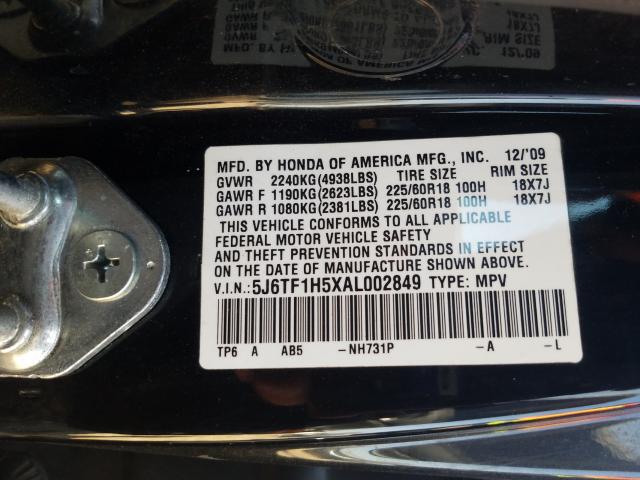 MFD. BY HONDA OF AMERICA MFG., INC. 12/'09
GVWR 2240KG(4938LBS) TIRE SIZE RIM SIZE
GAWR F 1190KG(2623LBS) 225/60R18 100H 18X7J
GAWR R 1080KG(2381LBS) 225/60R18 100H 18X7J
THIS VEHICLE CONFORMS TO ALL APPLICABLE
FEDERAL MOTOR VEHICLE SAFETY
AND THEFT PREVENTION STANDARDS IN EFFECT
ON THE DATE OF MANUFACTURE SHOWN ABOVE.
V.I.N.: 5J6TF1H5XAL002849 TYPE: MPV
TP6 A AB5 -NH731P -A -L